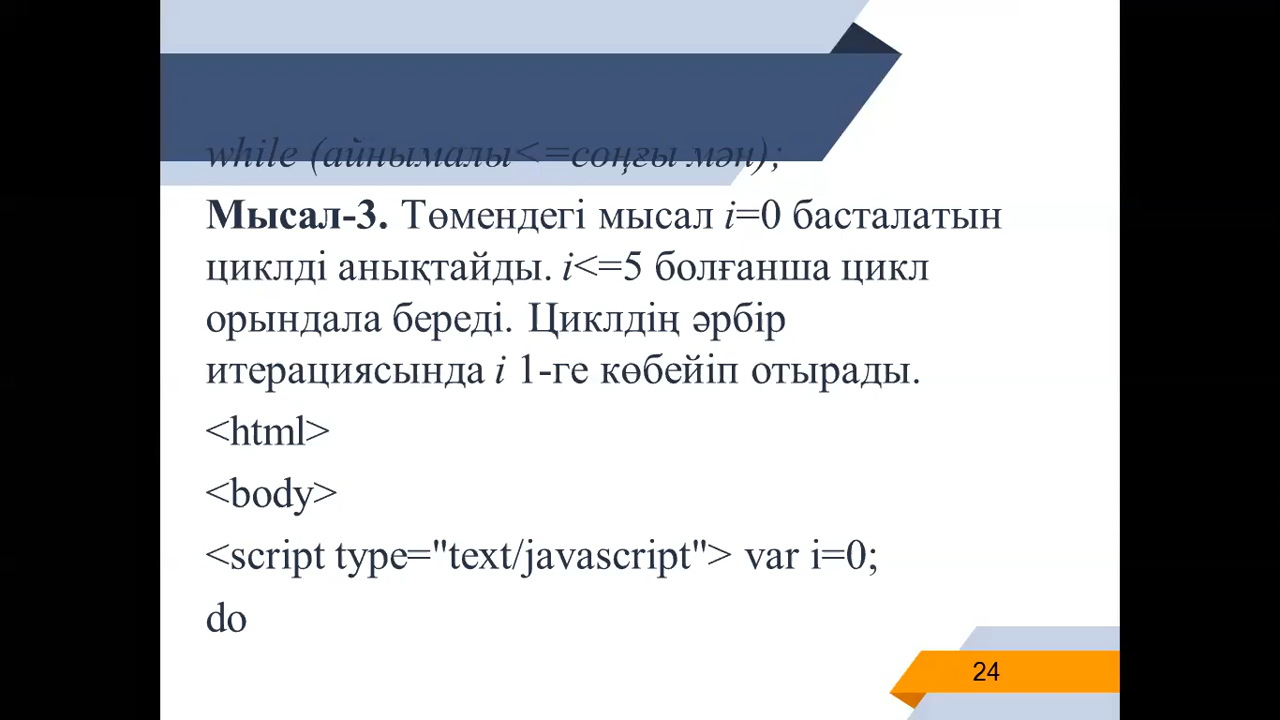 while (айнымалы<=соңғы мән);
Мысал-3. Төмендегі мысал i=0 басталатын
циклді анықтайды. i<=5 болғанша цикл
орындала береді. Циклдің әрбір
итерациясында i 1-ге көбейіп отырады.
<html>
<body>
<script type="text/javascript"> var i=0;
do
24